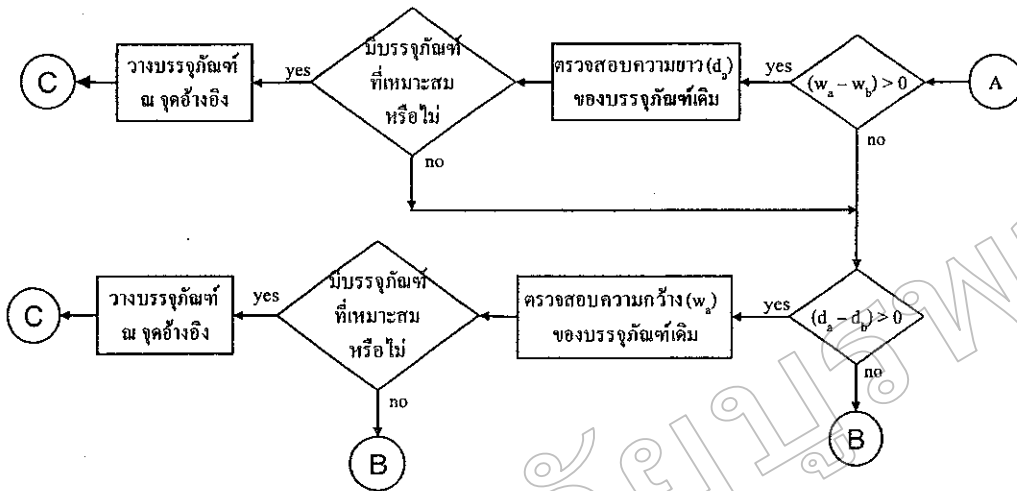 A
(w_a - w_b) > 0
yes
no
ตรวจสอบความยาว (d_a)
ของบรรจุภัณฑ์เดิม
มีบรรจุภัณฑ์
ที่เหมาะสม
หรือไม่
yes
no
วางบรรจุภัณฑ์
ณ จุดอ้างอิง
C
(d_a - d_b) > 0
yes
no
B
ตรวจสอบความกว้าง (w_a)
ของบรรจุภัณฑ์เดิม
มีบรรจุภัณฑ์
ที่เหมาะสม
หรือไม่
yes
no
B
วางบรรจุภัณฑ์
ณ จุดอ้างอิง
C